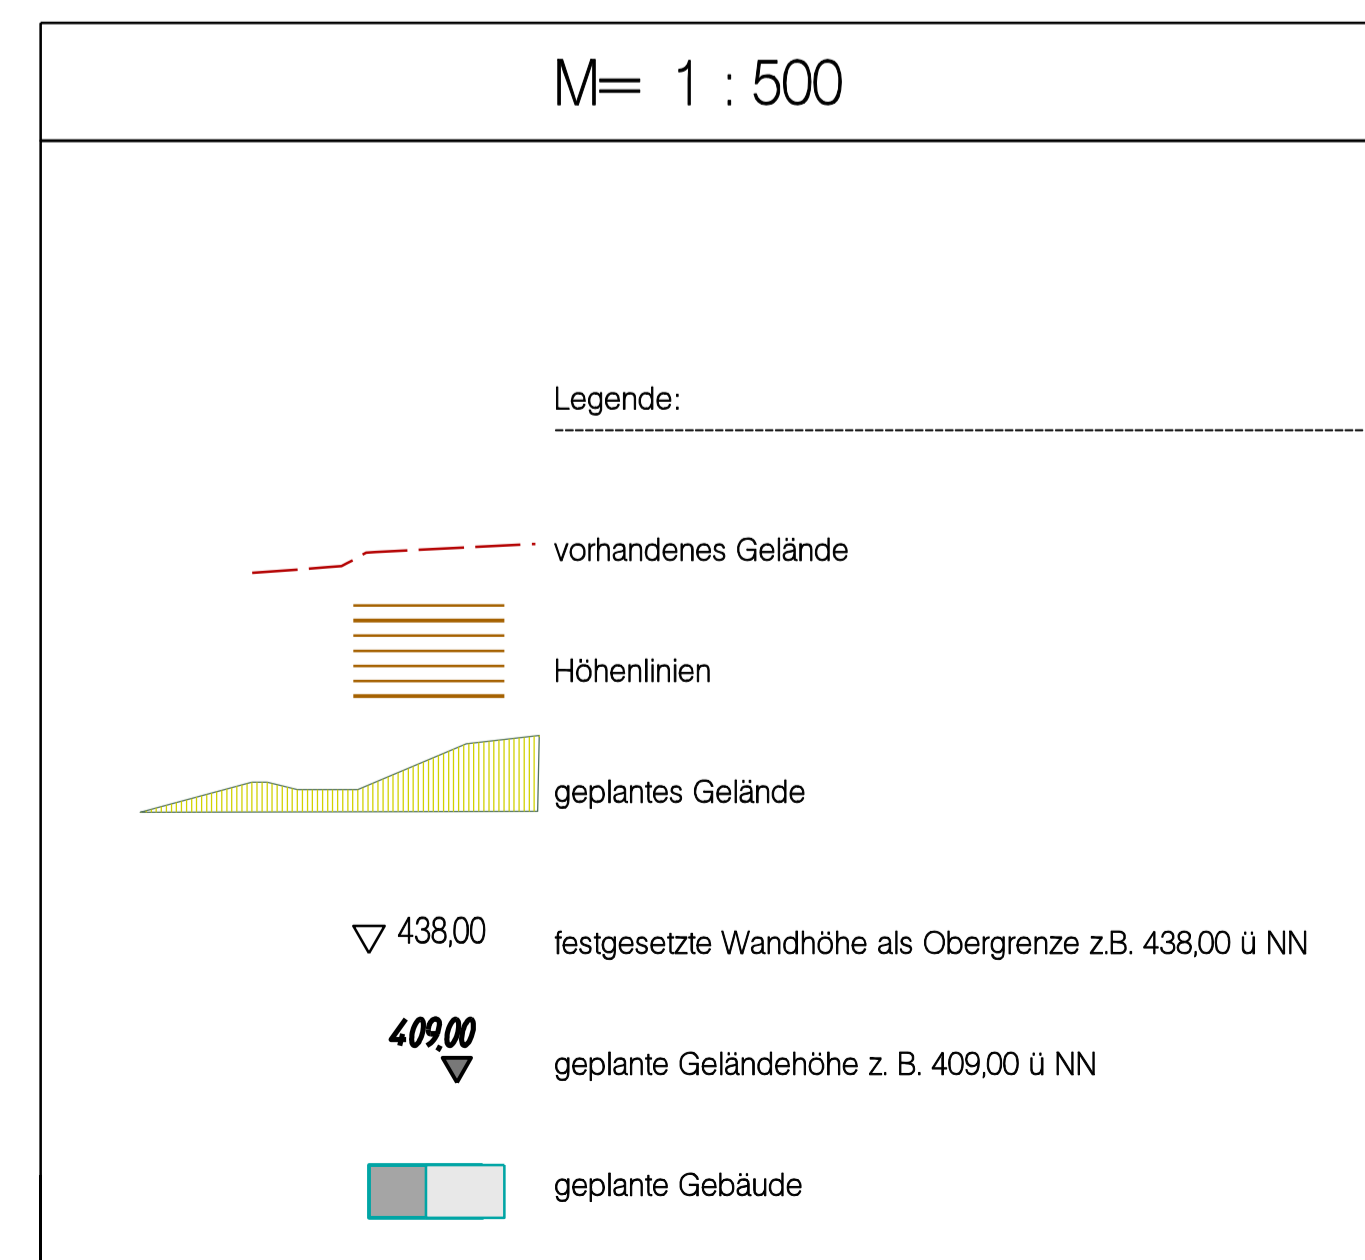 M= 1 : 500
Legende:
vorhandenes Gelände
Höhenlinien
geplantes Gelände
438,00 festgesetzte Wandhöhe als Obergrenze z.B. 438,00 ü NN
409,00
geplante Geländehöhe z. B. 409,00 ü NN
geplante Gebäude